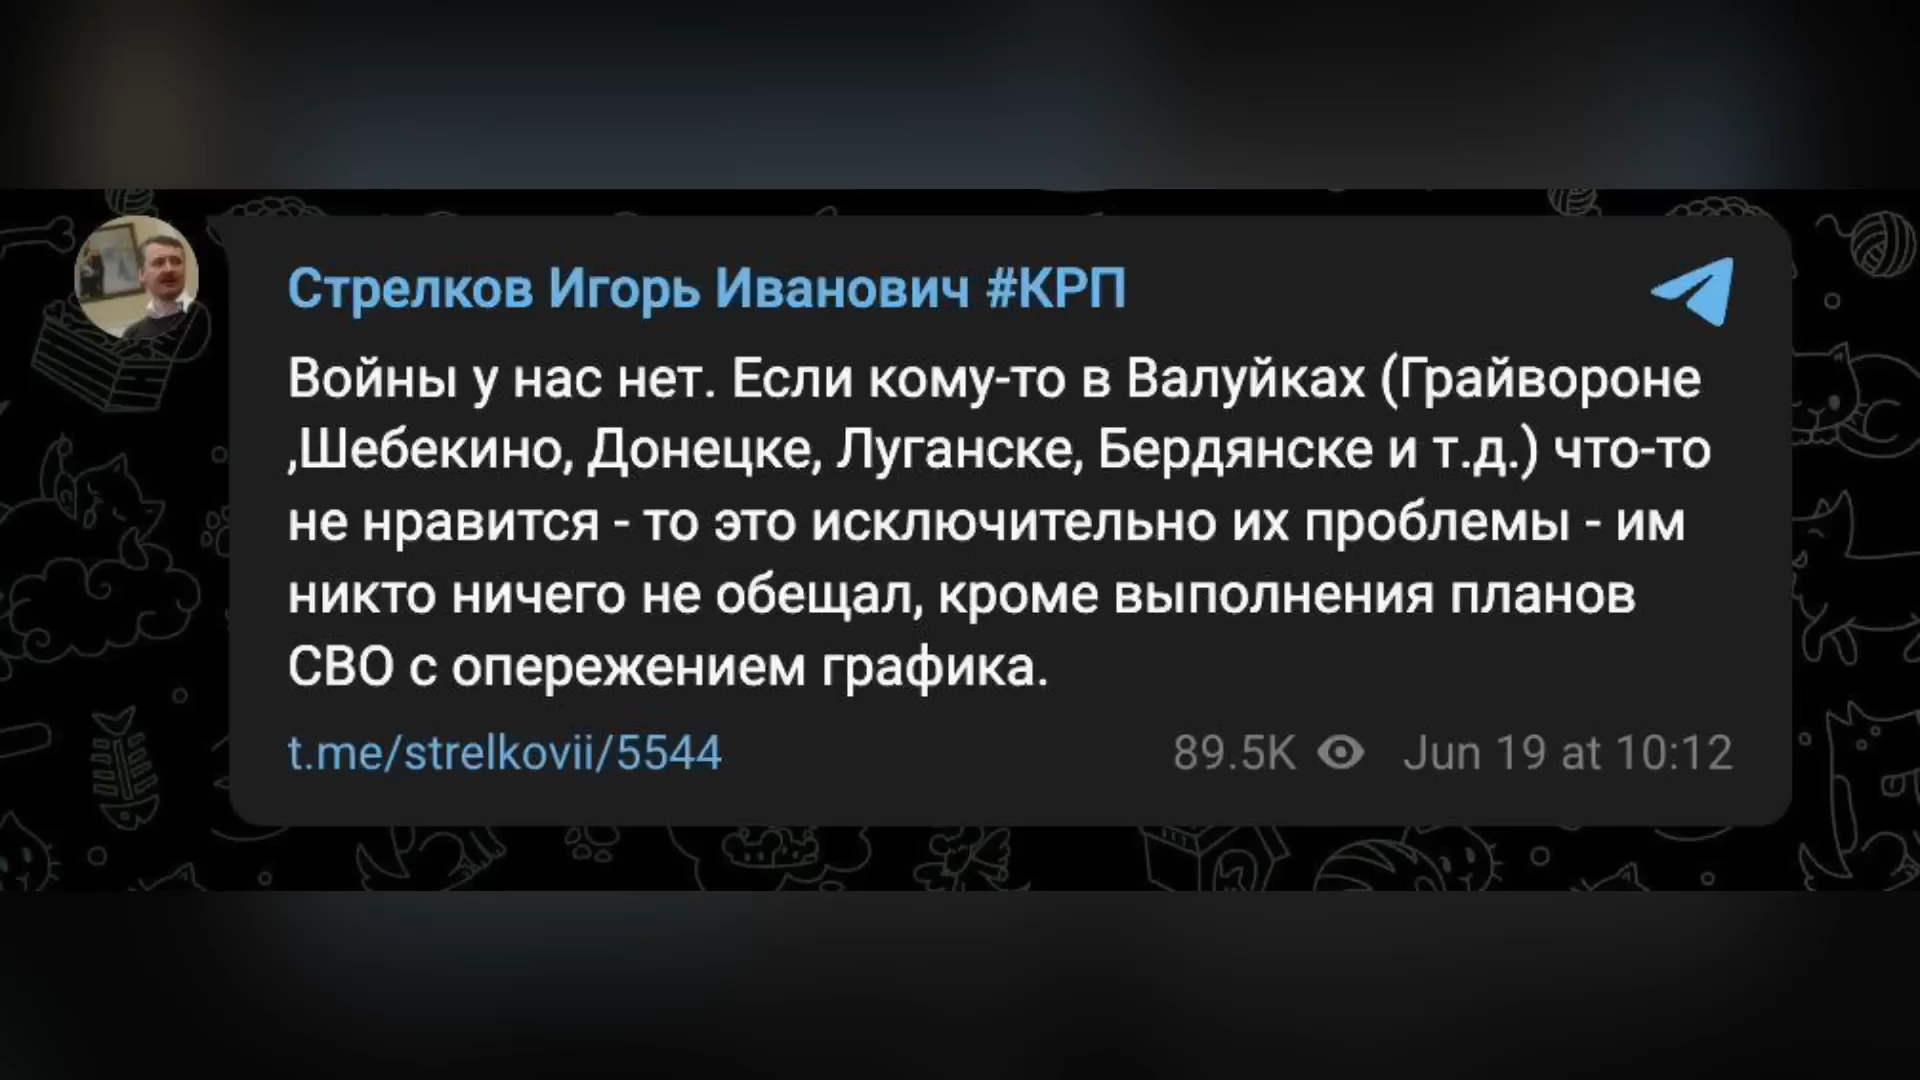 Стрелков Игорь Иванович #КРП
Войны у нас нет. Если кому-то в Валуйках (Грайвороне
,Шебекино, Донецке, Луганске, Бердянске и т.д.) что-то
не нравится - то это исключительно их проблемы - им
никто ничего не обещал, кроме выполнения планов
СВО с опережением графика.
t.me/strelkovii/5544 89.5K Jun 19 at 10:12